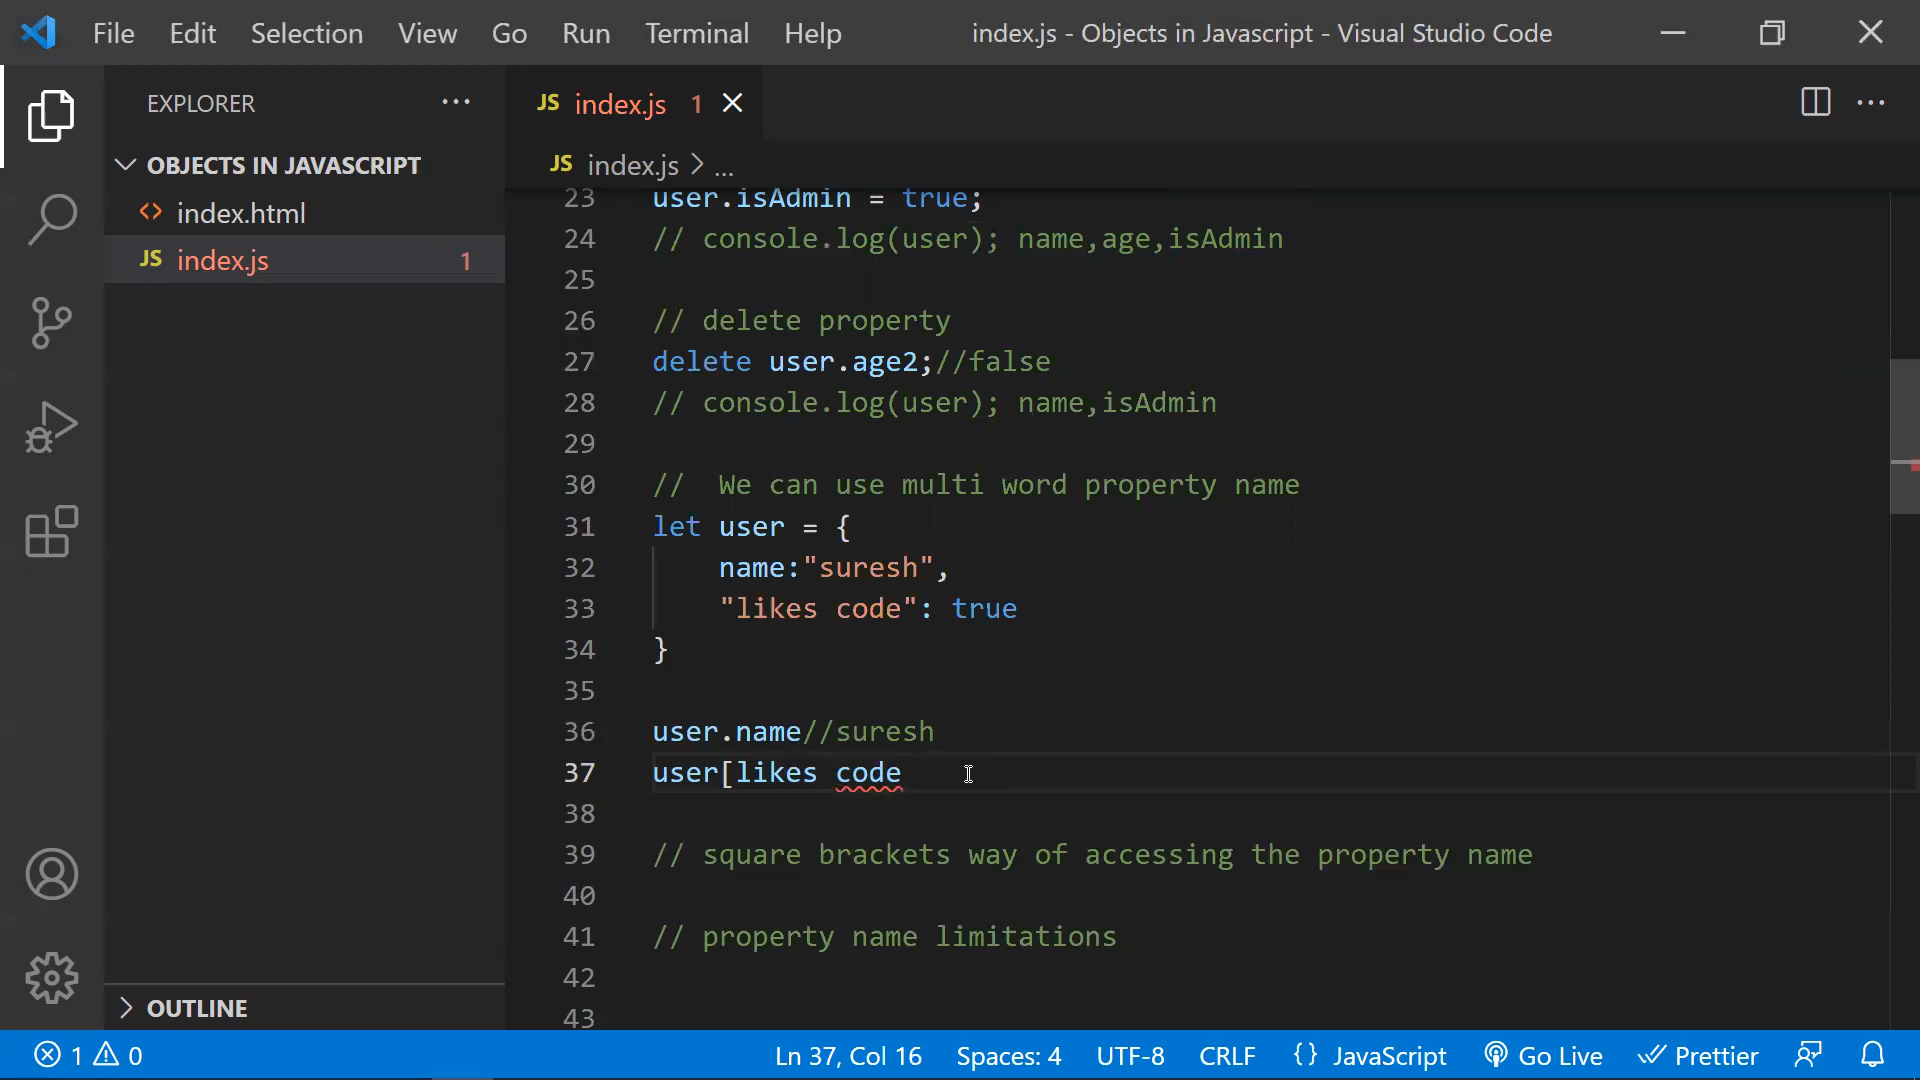 File Edit Selection View Go Run Terminal Help index.js - Objects in Javascript - Visual Studio Code
EXPLORER ...
JS index.js 1
OBJECTS IN JAVASCRIPT
<> index.html
JS index.js 1
OUTLINE
JS index.js > ...
23 user.isAdmin = true;
24 // console.log(user); name,age,isAdmin
25
26 // delete property
27 delete user.age2;//false
28 // console.log(user); name,isAdmin
29
30 //  We can use multi word property name
31 let user = {
32     name:"suresh",
33     "likes code": true
34 }
35
36 user.name//suresh
37 user[likes code
38
39 // square brackets way of accessing the property name
40
41 // property name limitations
42
43
1 0 Ln 37, Col 16 Spaces: 4 UTF-8 CRLF {} JavaScript Go Live Prettier